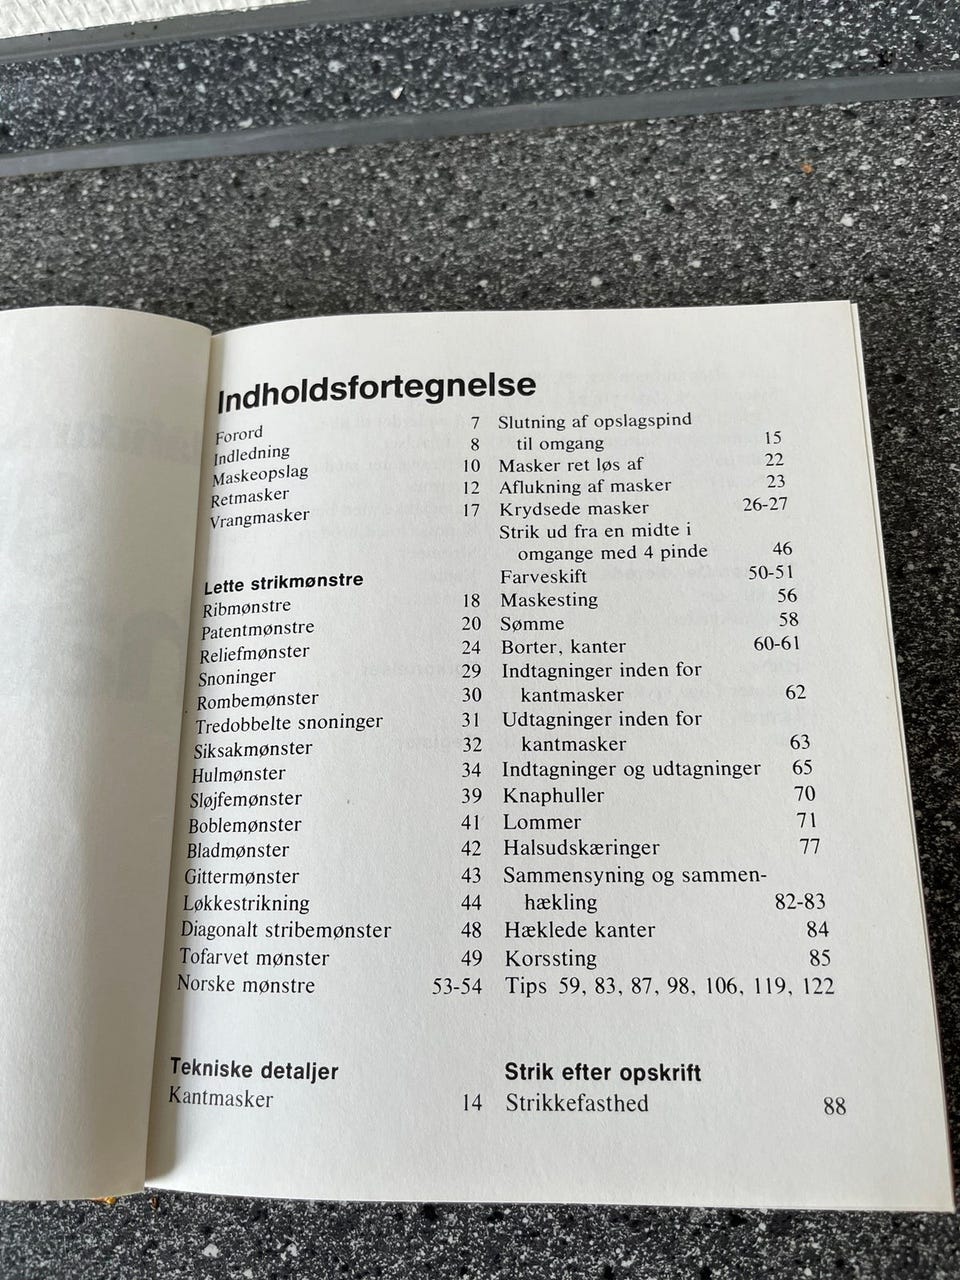 Indholdsfortegnelse
Forord 7
Indledning 8
Maskeopslag 10
Retmasker 12
Vrangmasker 17
Lette strikmønstre
Ribmønstre 18
Patentmønstre 20
Reliefmønster 24
Snoninger 29
Rombemønster 30
Tredobbelte snoninger 31
Siksakmønster 32
Hulmønster 34
Sløjfemønster 39
Boblemønster 41
Bladmønster 42
Gittermønster 43
Løkkestrikning 44
Diagonalt stribemønster 48
Tofarvet mønster 49
Norske mønstre 53-54
Tekniske detaljer
Kantmasker 14
Slutning af opslagspind
til omgang 15
Masker ret løs af 22
Aflukning af masker 23
Krydsede masker 26-27
Strik ud fra en midte i
omgange med 4 pinde 46
Farveskift 50-51
Maskesting 56
Sømme 58
Borter, kanter 60-61
Indtagninger inden for
kantmasker 62
Udtagninger inden for
kantmasker 63
Indtagninger og udtagninger 65
Knaphuller 70
Lommer 71
Halsudskæringer 77
Sammensyning og sammen-
hækling 82-83
Hæklede kanter 84
Korssting 85
Tips 59, 83, 87, 98, 106, 119, 122
Strik efter opskrift
Strikkefasthed 88